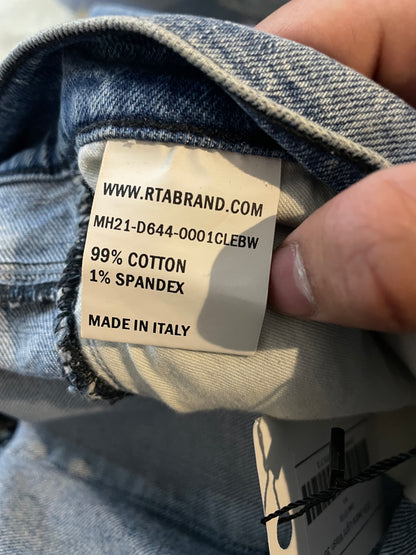 WWW.RTABRAND.COM
MH21-D644-0001CLEBW
99% COTTON
1% SPANDEX
MADE IN ITALY